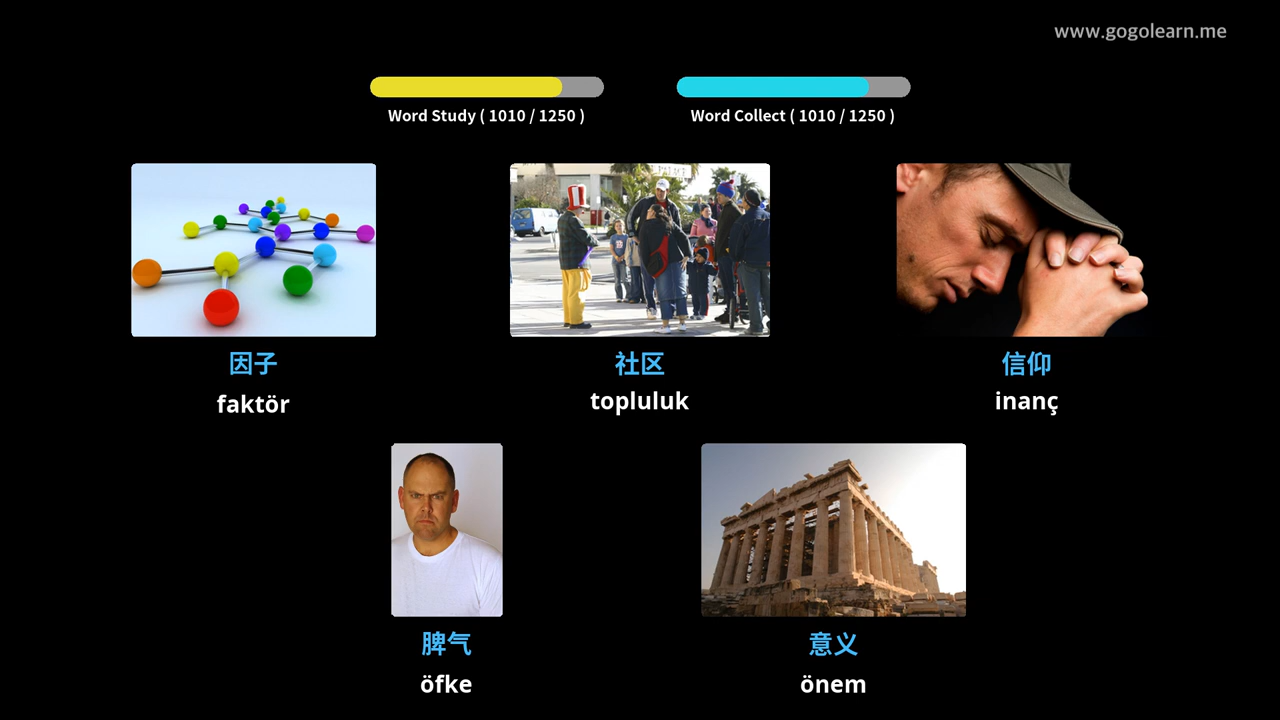 www.gogolearn.me
Word Study ( 1010 / 1250 )
Word Collect ( 1010 / 1250 )
因子
faktör
社区
topluluk
信仰
inanç
脾气
öfke
意义
önem